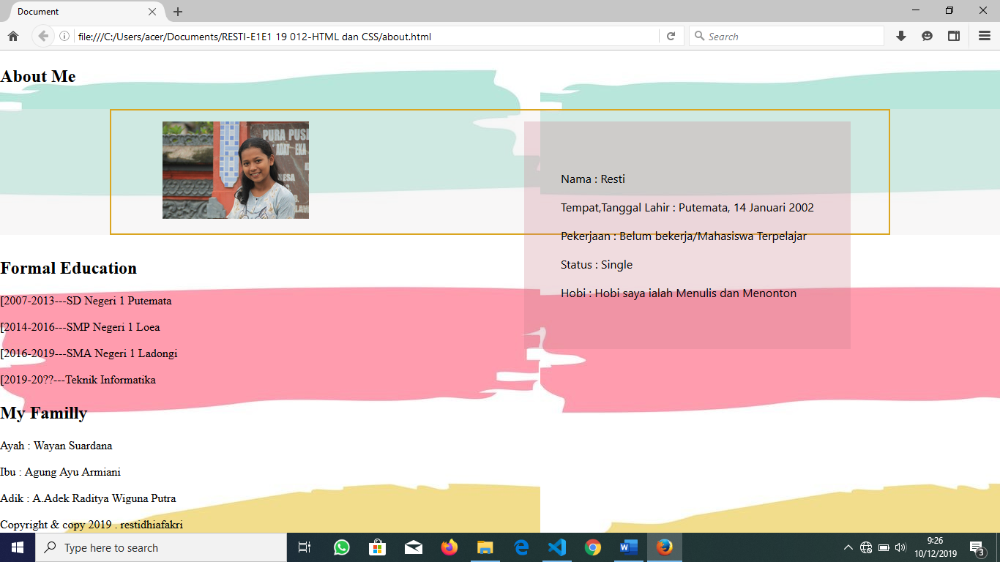 Document
file:///C:/Users/acer/Documents/RESTI-E1E1 19 012-HTML dan CSS/about.html
Search
About Me
PURA PUS
ADAT EKA
NESA
Nama : Resti
Tempat,Tanggal Lahir : Putemata, 14 Januari 2002
Pekerjaan : Belum bekerja/Mahasiswa Terpelajar
Status : Single
Hobi : Hobi saya ialah Menulis dan Menonton
Formal Education
[2007-2013---SD Negeri 1 Putemata
[2014-2016---SMP Negeri 1 Loea
[2016-2019---SMA Negeri 1 Ladongi
[2019-20??---Teknik Informatika
My Familly
Ayah : Wayan Suardana
Ibu : Agung Ayu Armiani
Adik : A.Adek Raditya Wiguna Putra
Copyright & copy 2019 . restidhiafakri
Type here to search
9:26
10/12/2019
3